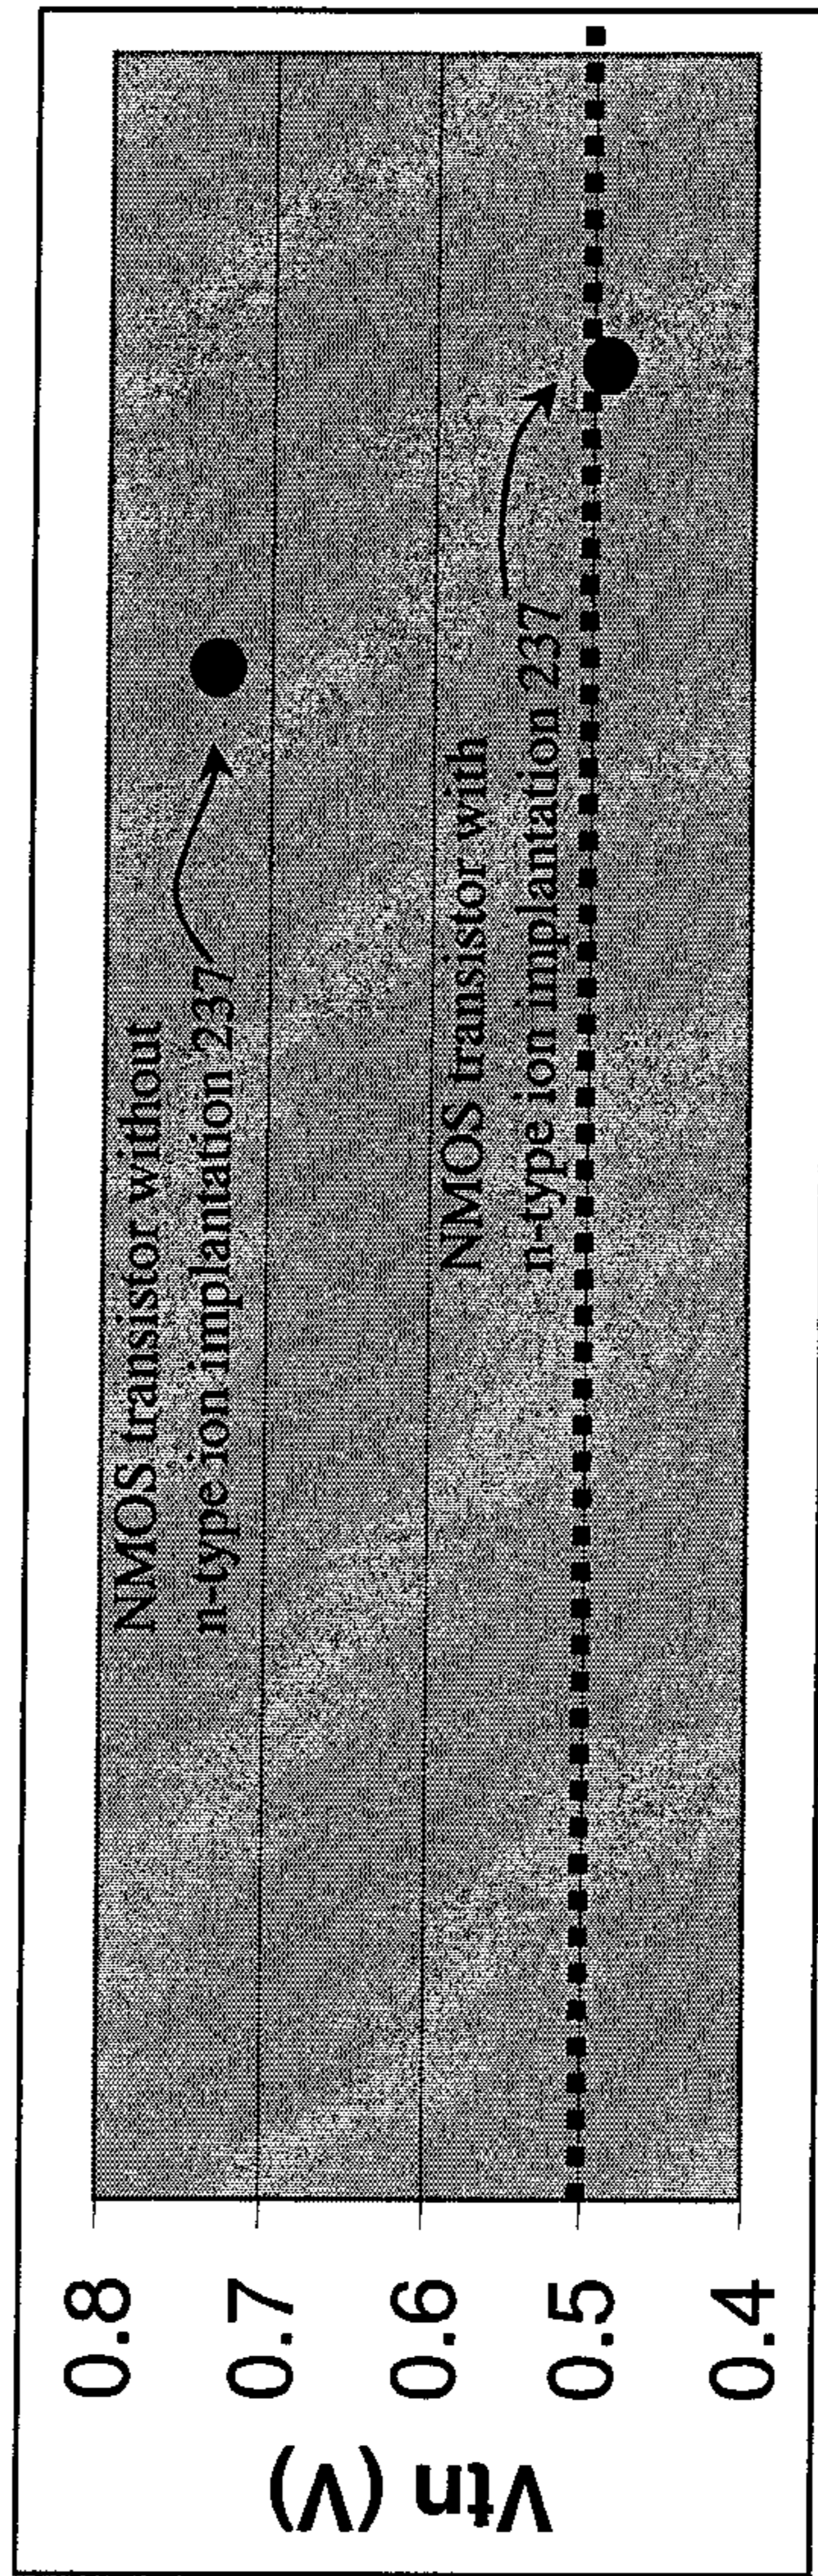 Vtn (V)
0.8
0.7
0.6
0.5
0.4
NMOS transistor without
n-type ion implantation 237
NMOS transistor with
n-type ion implantation 237